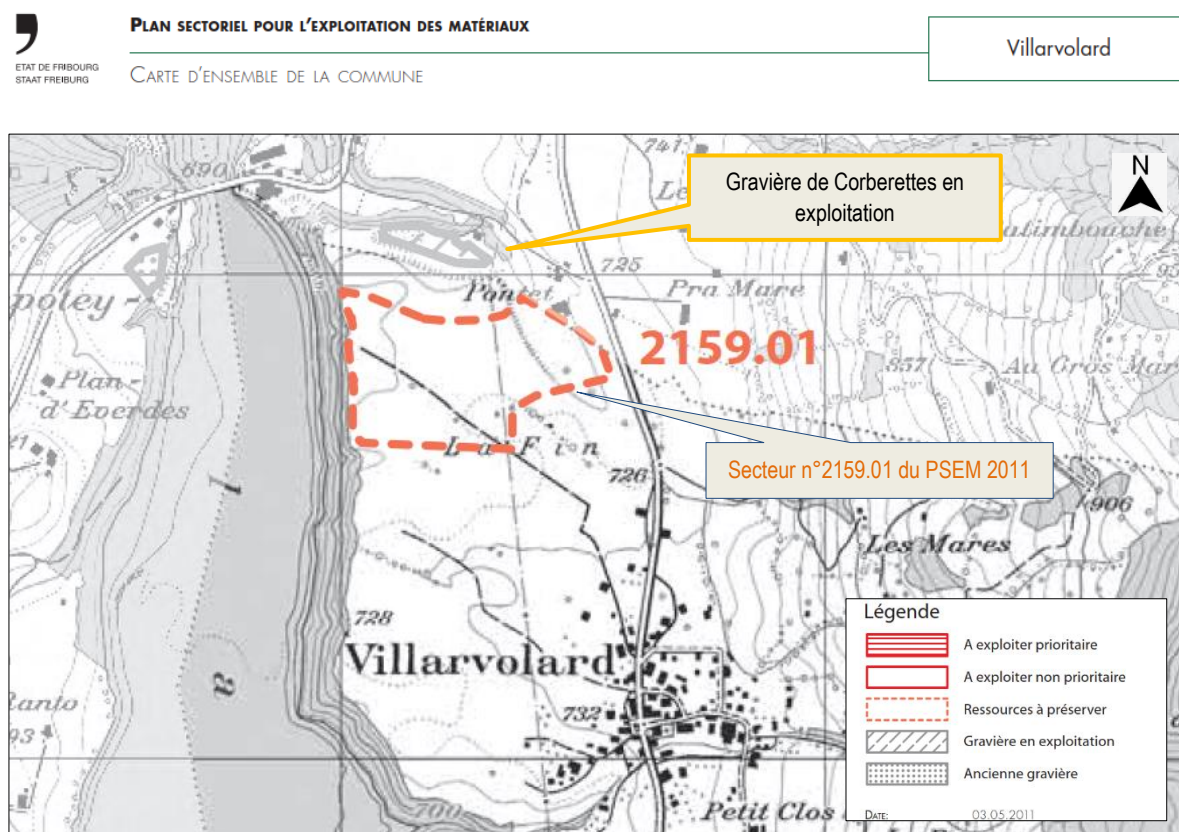 PLAN SECTORIEL POUR L'EXPLOITATION DES MATÉRIAUX
ETAT DE FRIBOURG
STAAT FREIBURG
CARTE D'ENSEMBLE DE LA COMMUNE
Villarvolard
741
690
Gravière de Corberettes en
exploitation
N
725
Pontet
Pra Mare
2159.01
857
Au Gros Mar
Plan-
d'Everdes
La Fin
Secteur n°2159.01 du PSEM 2011
726
906
l
Les Mares
728
Villarvolard
a
732
700
Petit Clos
Légende
A exploiter prioritaire
A exploiter non prioritaire
Ressources à préserver
Gravière en exploitation
Ancienne gravière
DATE: 03.05.2011